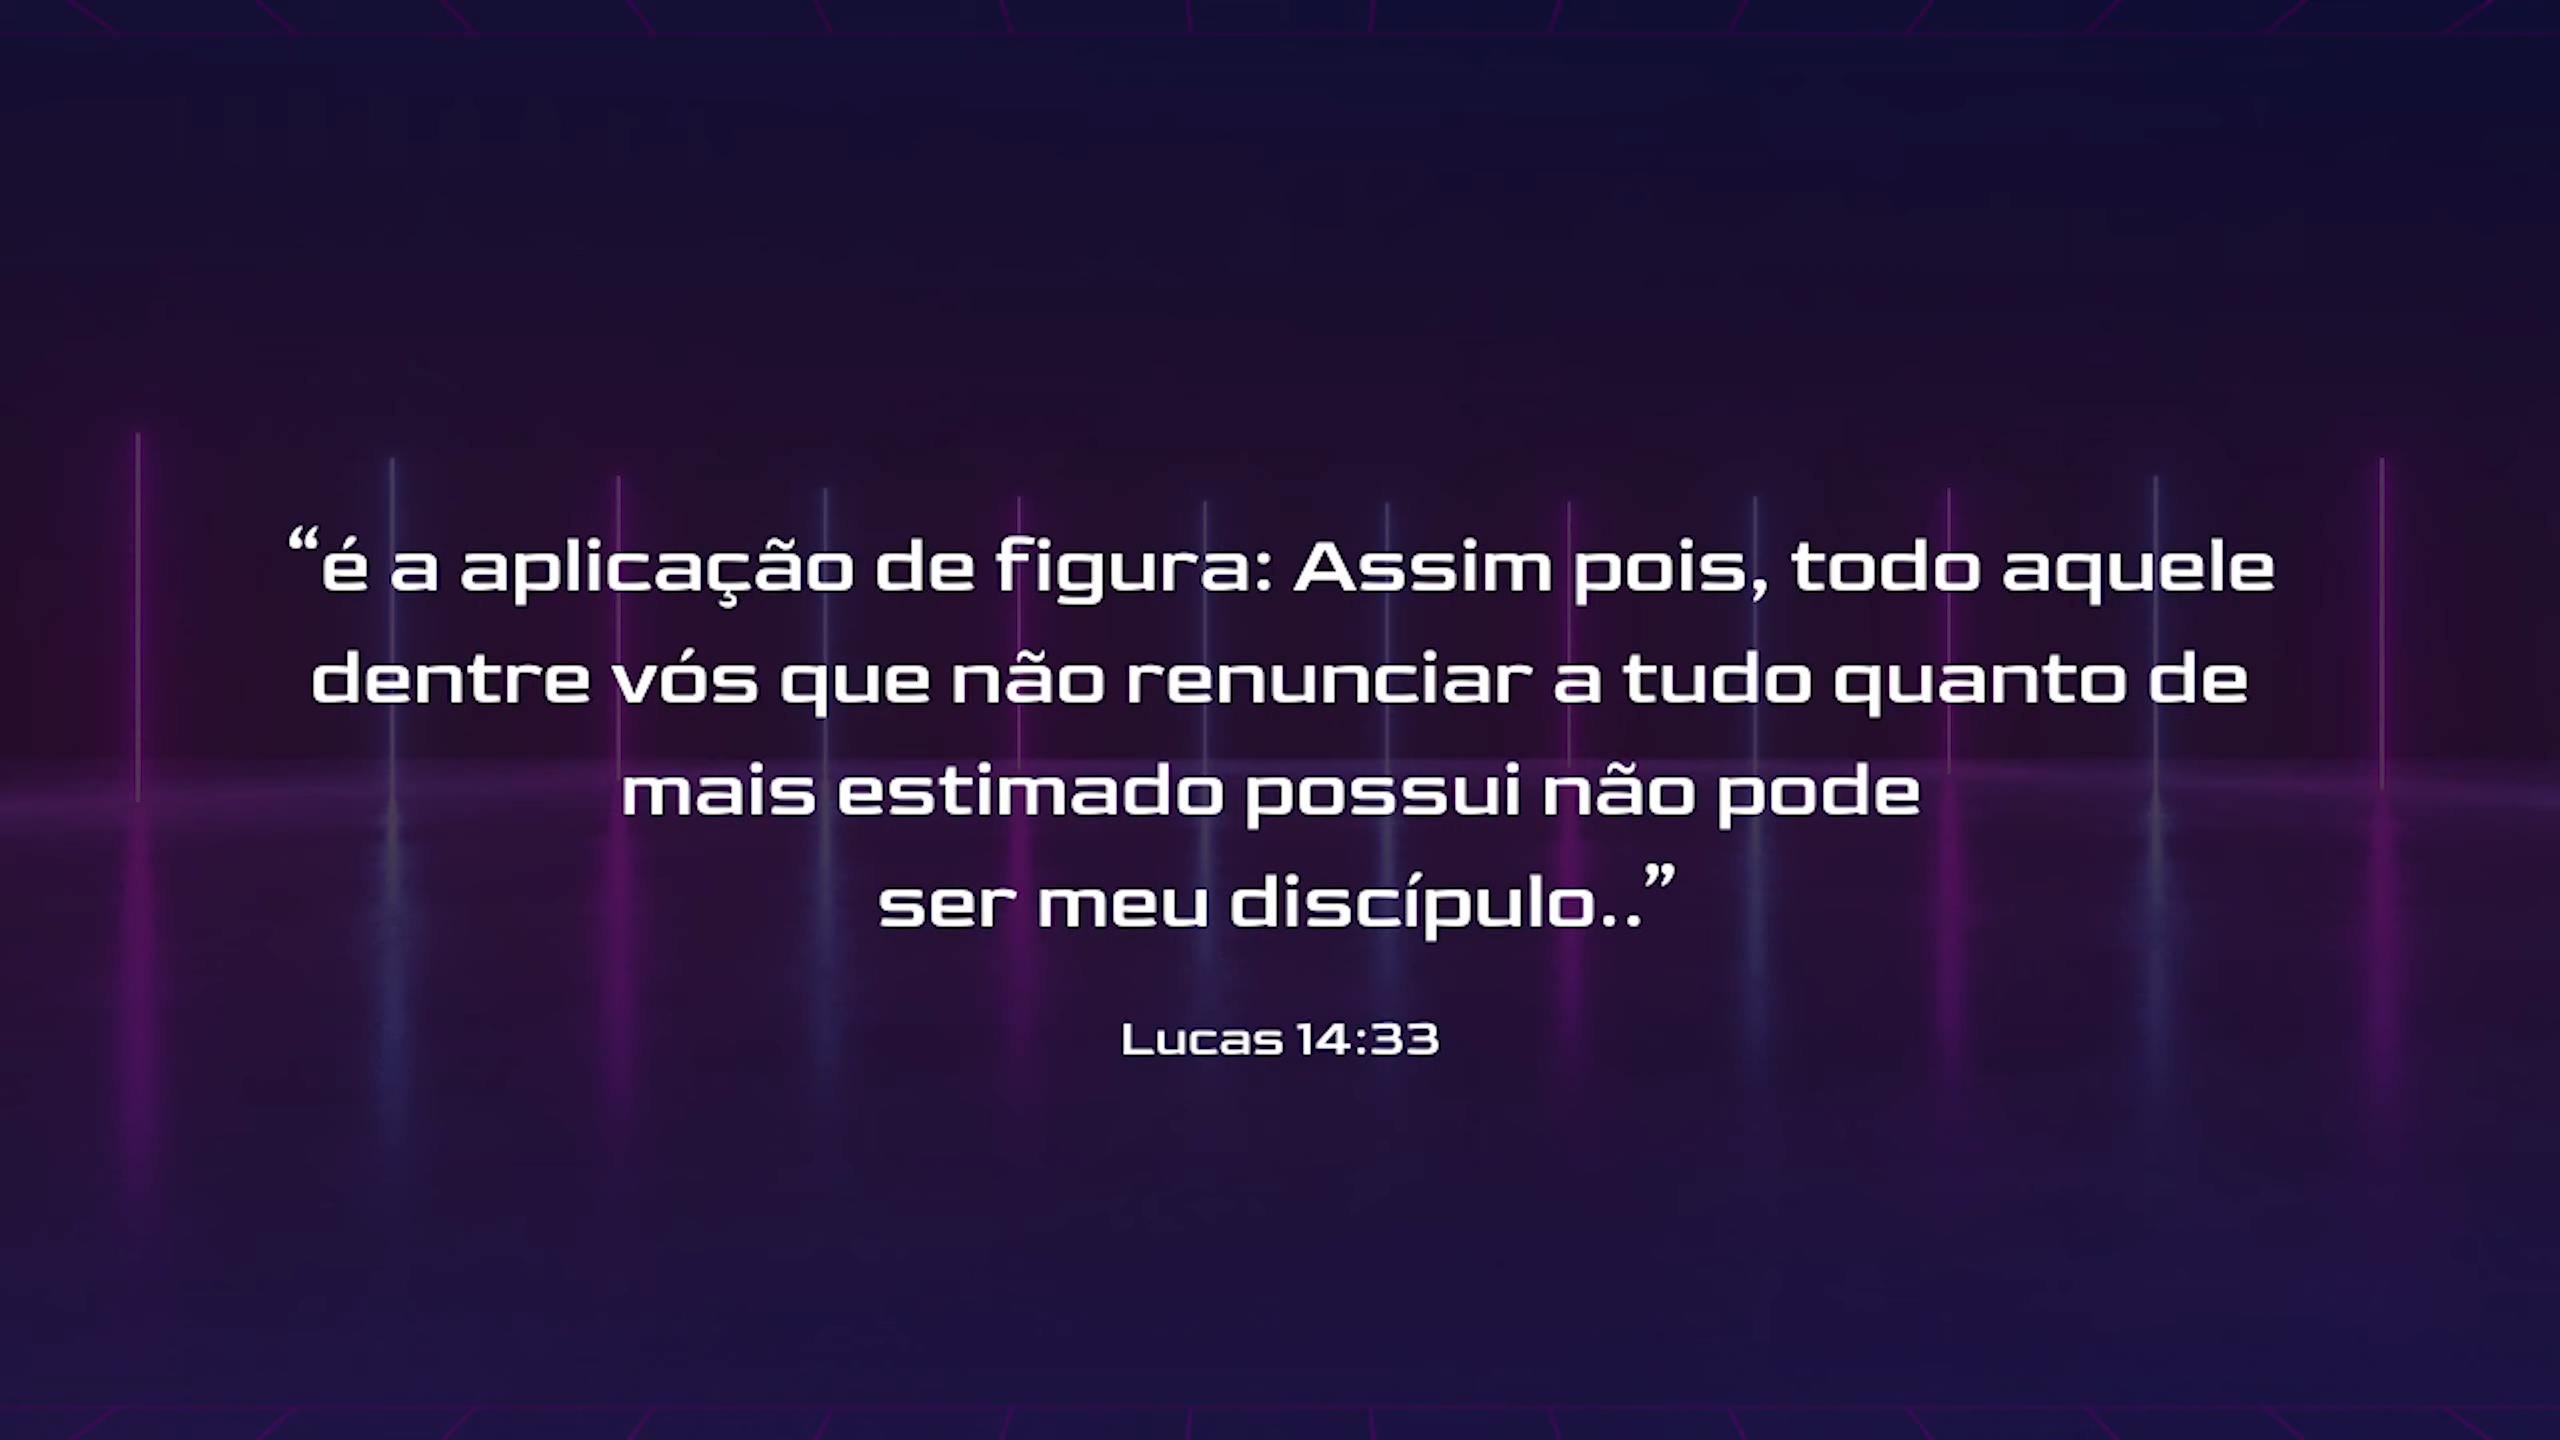 “é a aplicação de figura: Assim pois, todo aquele
dentre vós que não renunciar a tudo quanto de
mais estimado possui não pode
ser meu discípulo..”
Lucas 14:33